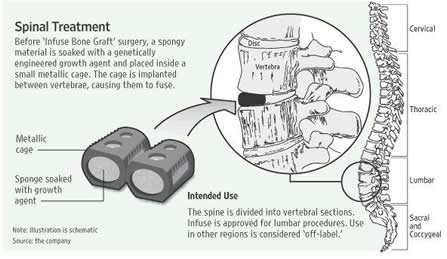 Spinal Treatment
Before 'Infuse Bone Graft' surgery, a spongy
material is soaked with a genetically
engineered growth agent and placed inside a
small metallic cage. The cage is implanted
between vertebrae, causing them to fuse.
Metallic
cage
Sponge soaked
with growth
agent
Note: Illustration is schematic
Source: the company
Disc
Vertebra
Intended Use
The spine is divided into vertebral sections.
Infuse is approved for lumbar procedures. Use
in other regions is considered 'off-label.'
Cervical
Thoracic
Lumbar
Sacral
and
Coccygeal